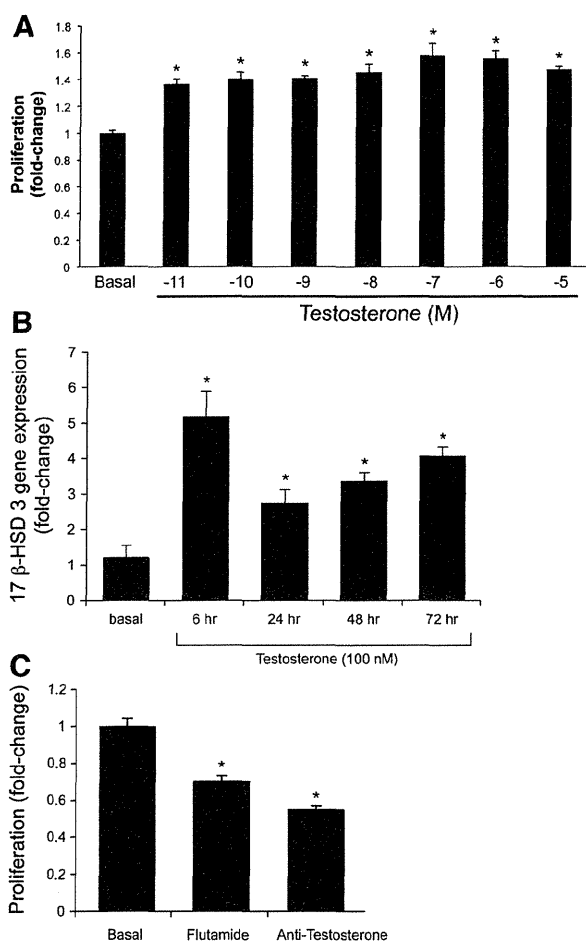 A
Proliferation
(fold-change)
1.8
1.6
1.4
1.2
1
0.8
0.6
0.4
0.2
0
* * * * * * *
Basal -11 -10 -9 -8 -7 -6 -5
Testosterone (M)
B
17 β-HSD 3 gene expression
(fold-change)
7
6
5
4
3
2
1
0
* * * *
basal 6 hr 24 hr 48 hr 72 hr
Testosterone (100 nM)
C
Proliferation (fold-change)
1.2
1
0.8
0.6
0.4
0.2
0
* *
Basal Flutamide Anti-Testosterone